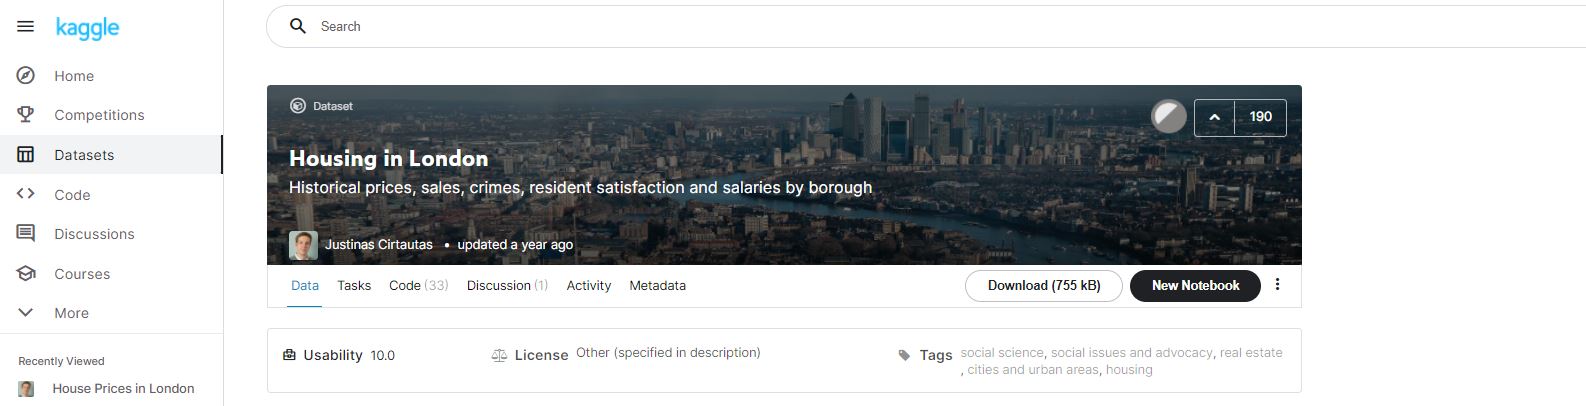 kaggle
Search
Home
Competitions
Datasets
Code
Discussions
Courses
More
Recently Viewed
House Prices in London
Dataset
190
Housing in London
Historical prices, sales, crimes, resident satisfaction and salaries by borough
Justinas Cirtautas • updated a year ago
Data Tasks Code (33) Discussion (1) Activity Metadata Download (755 kB) New Notebook
Usability 10.0 License Other (specified in description) Tags social science, social issues and advocacy, real estate
, cities and urban areas, housing